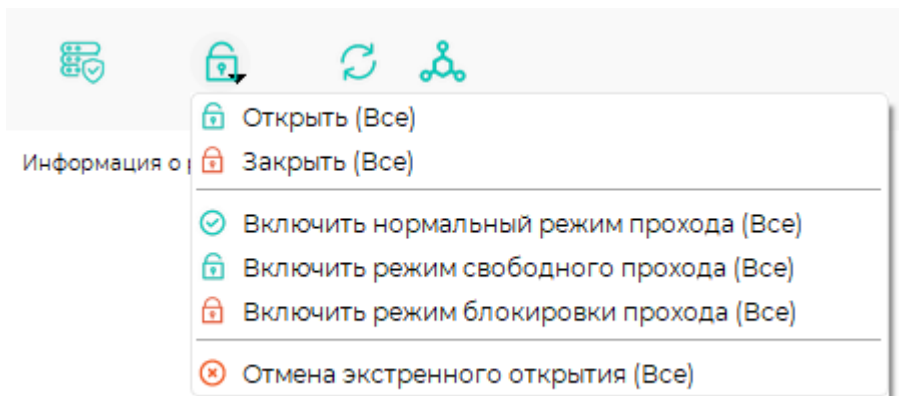 Открыть (Все)
Информация о
Закрыть (Все)
Включить нормальный режим прохода (Все)
Включить режим свободного прохода (Все)
Включить режим блокировки прохода (Все)
Отмена экстренного открытия (Все)